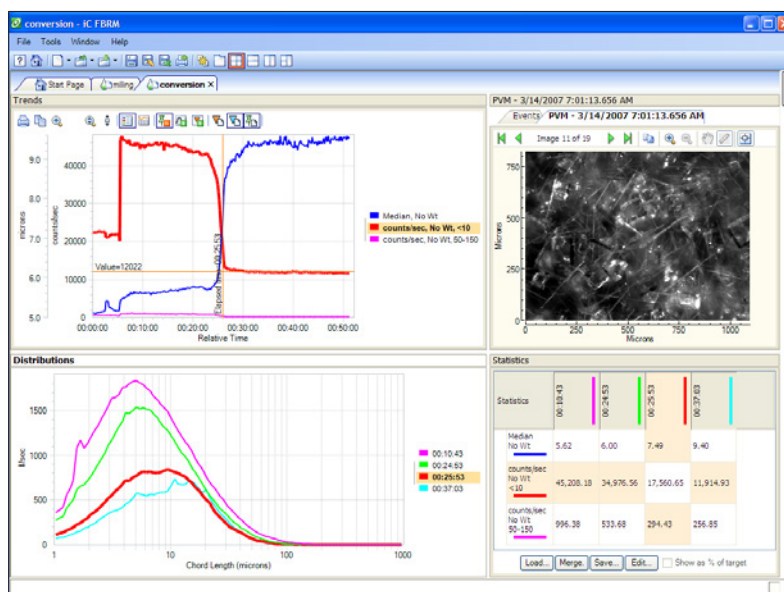 conversion - iC FBRM
File Tools Window Help
Start Page milling conversion X
Trends
9.0
8.0
7.0
6.0
5.0
microns
40000
30000
20000
10000
0
counts/sec
Value=12022
Elapsed time 00:25:53
00:00:00 00:10:00 00:20:00 00:30:00 00:40:00 00:50:00
Relative Time
Median, No Wt
counts/sec, No Wt, <10
counts/sec, No Wt, 50-150
PVM - 3/14/2007 7:01:13.656 AM
Events PVM - 3/14/2007 7:01:13.656 AM
Image 11 of 19
750
500
250
0
Microns
0 250 500 750 1000
Microns
Distributions
1500
1000
500
0
1 10 100 1000
Chord Length (microns)
00:10:43
00:24:53
00:25:53
00:37:03
Statistics
Statistics 00:10:43 00:24:53 00:25:53 00:37:03
Median No Wt 5.62 6.00 7.49 9.40
counts/sec No Wt <10 45,208.18 34,976.56 17,560.65 11,914.93
counts/sec No Wt 50-150 996.38 533.68 294.43 256.85
Load... Merge. Save... Edit... Show as % of target